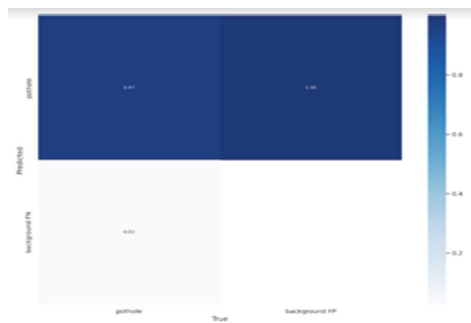 pothole
0.97
1.00
0.8
0.6
Predicted
0.4
background FN
0.03
0.2
pothole
background FP
True